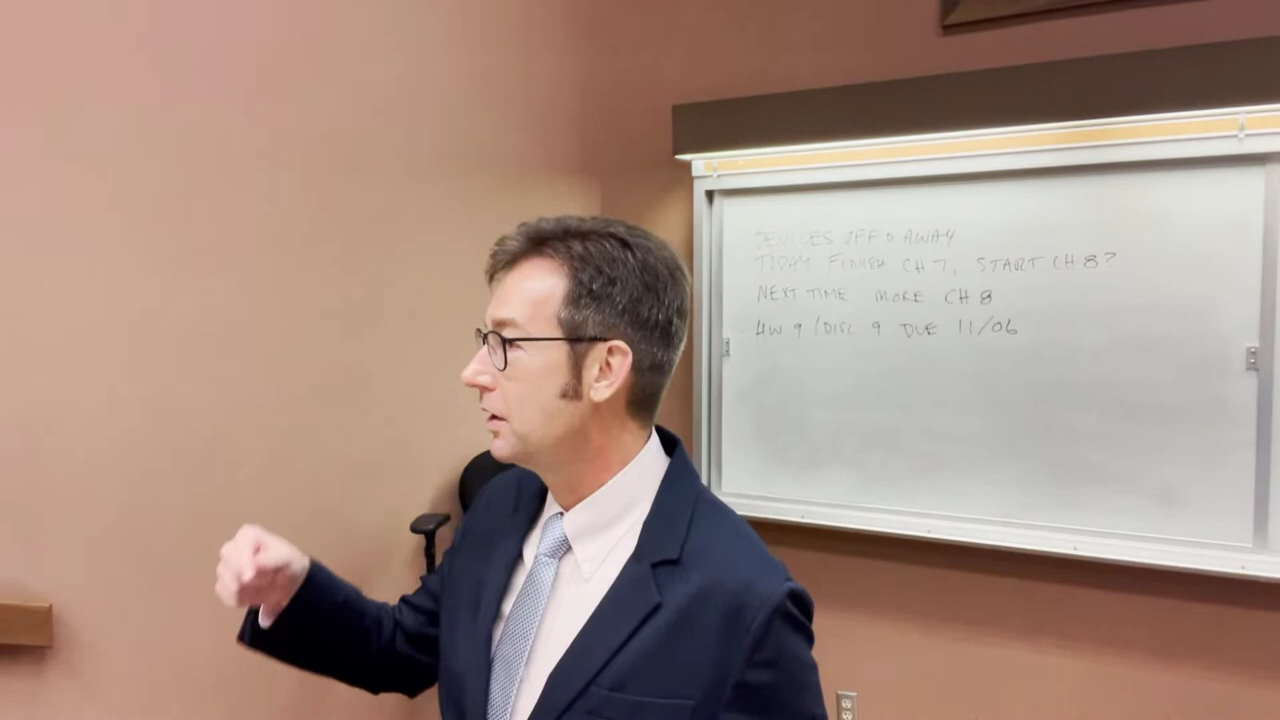 DEVICES OFF & AWAY
TODAY FINISH CH 7, START CH 8?
NEXT TIME MORE CH 8
HW 9 / DISC 9 DUE 11/06